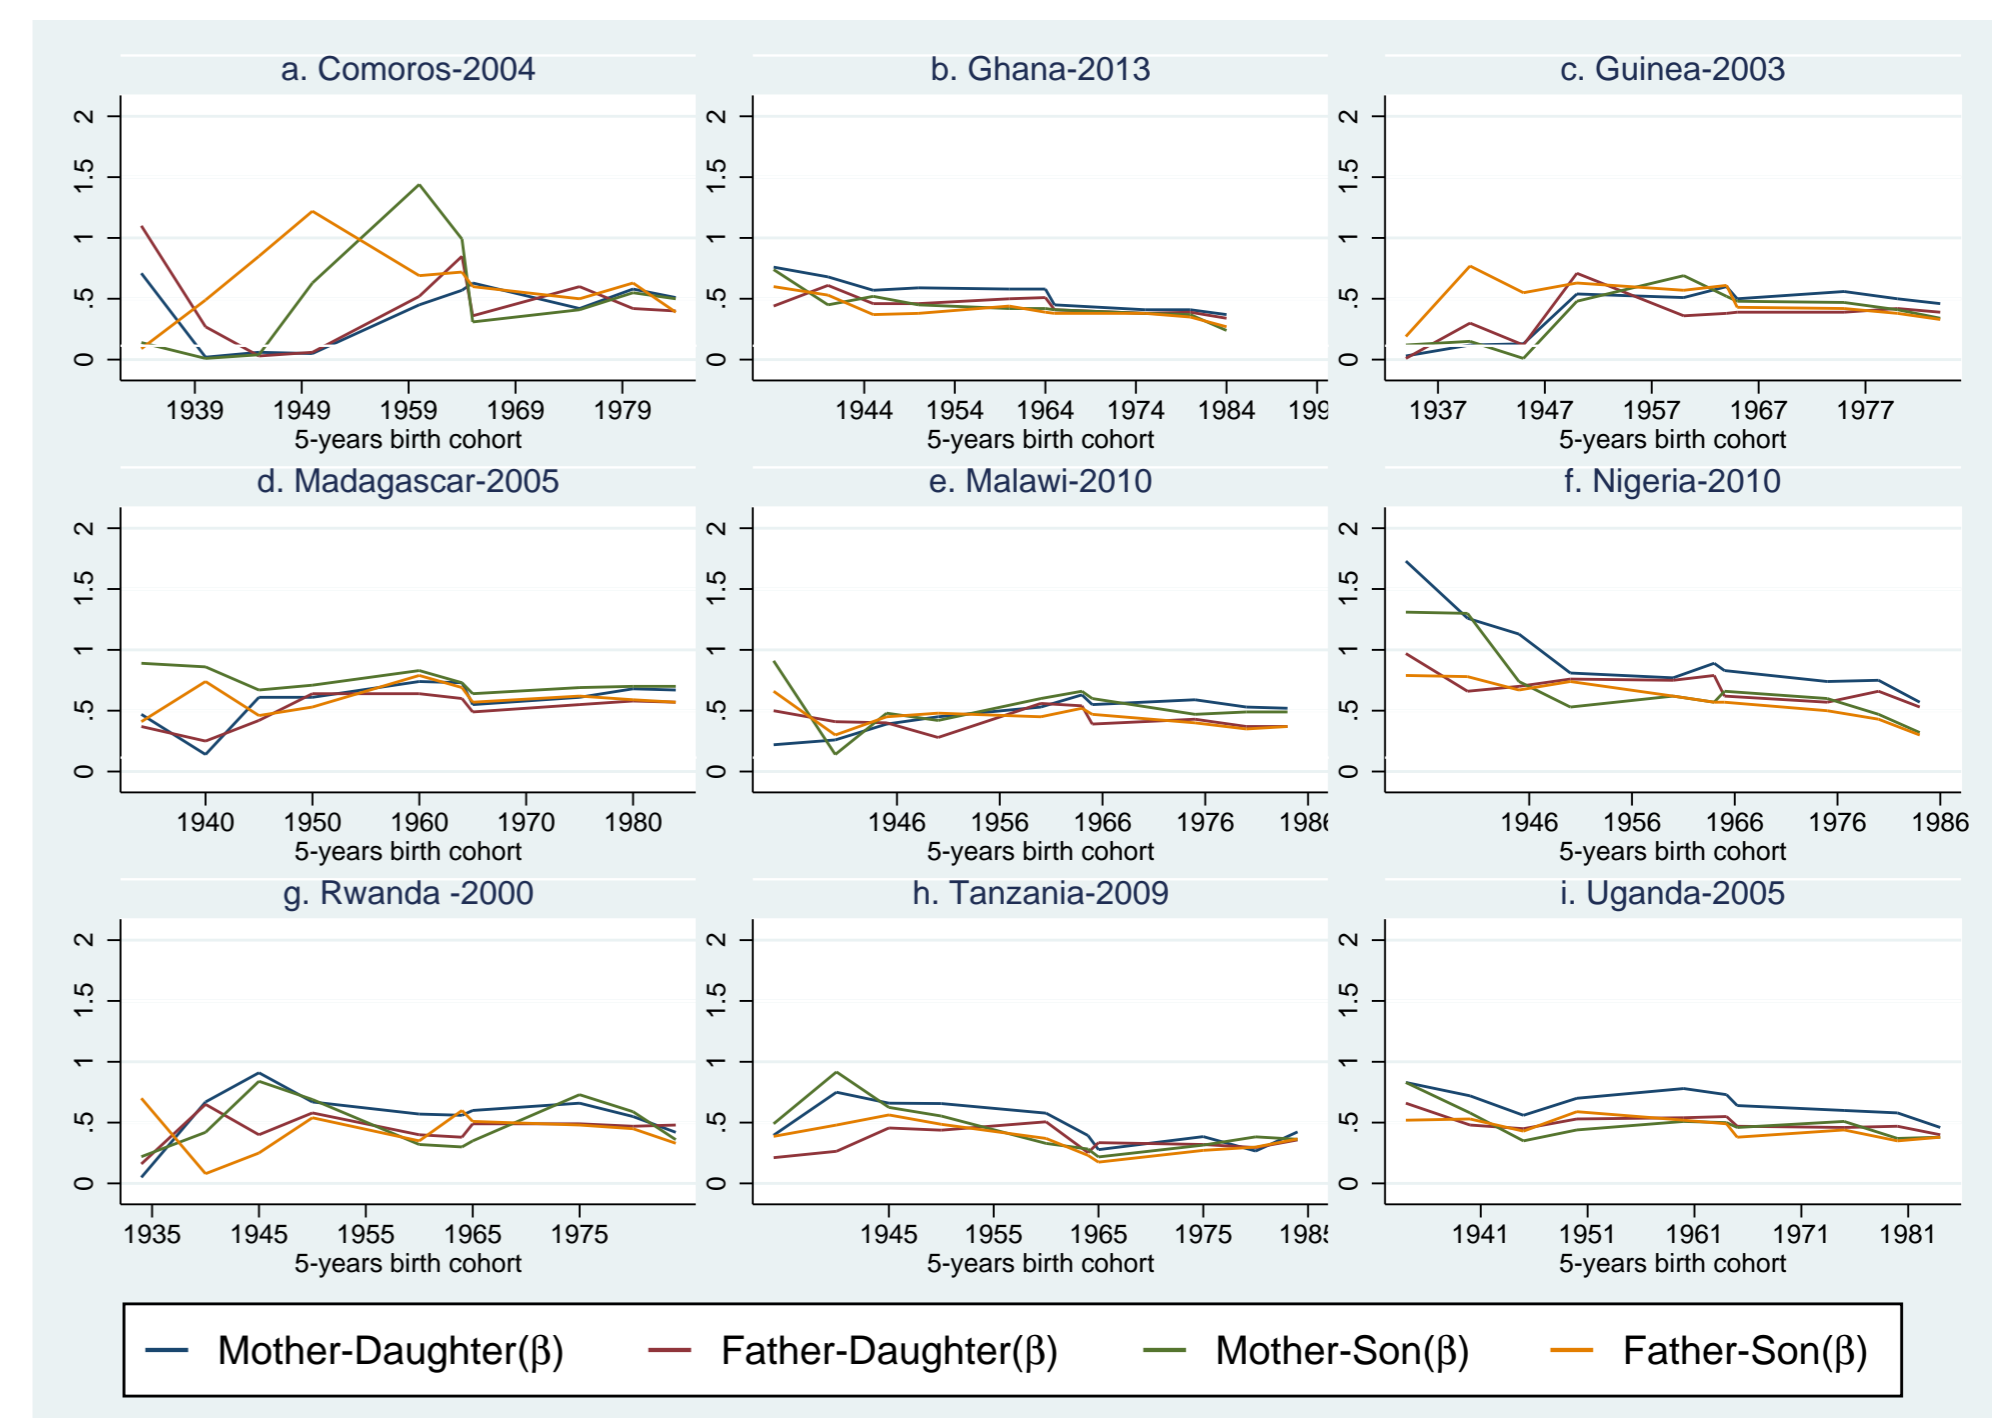 a. Comoros-2004
b. Ghana-2013
c. Guinea-2003
2
1.5
1
.5
0
2
1.5
1
.5
0
2
1.5
1
.5
0
1939 1949 1959 1969 1979
1944 1954 1964 1974 1984 199
1937 1947 1957 1967 1977
5-years birth cohort
5-years birth cohort
5-years birth cohort
d. Madagascar-2005
e. Malawi-2010
f. Nigeria-2010
2
1.5
1
.5
0
2
1.5
1
.5
0
2
1.5
1
.5
0
1940 1950 1960 1970 1980
1946 1956 1966 1976 1986
1946 1956 1966 1976 1986
5-years birth cohort
5-years birth cohort
5-years birth cohort
g. Rwanda -2000
h. Tanzania-2009
i. Uganda-2005
2
1.5
1
.5
0
2
1.5
1
.5
0
2
1.5
1
.5
0
1935 1945 1955 1965 1975
1945 1955 1965 1975 1985
1941 1951 1961 1971 1981
5-years birth cohort
5-years birth cohort
5-years birth cohort
Mother-Daughter(β) Father-Daughter(β) Mother-Son(β) Father-Son(β)